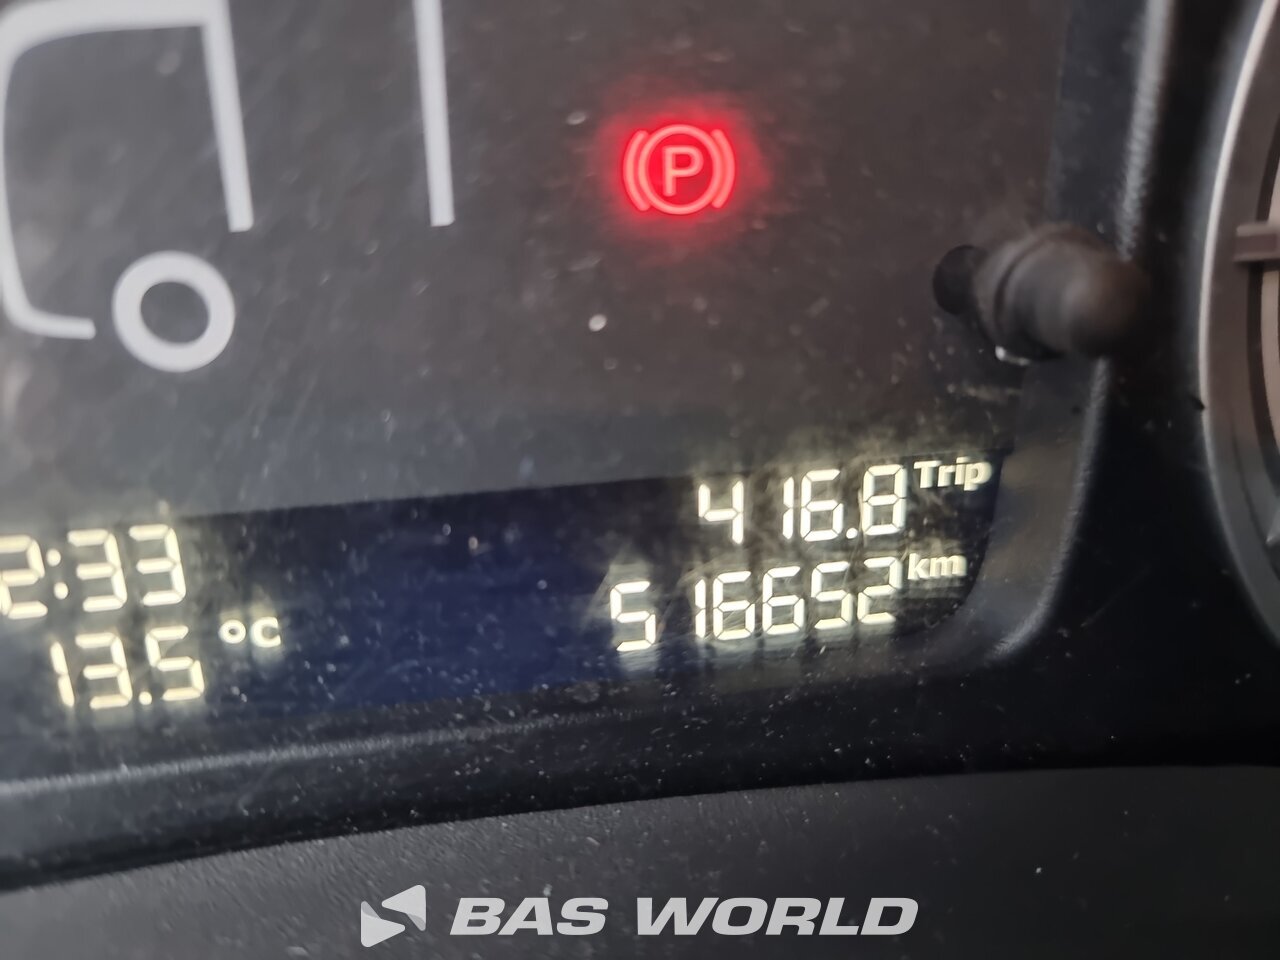 P
416.8 Trip
2:33
516652 km
13.5 °C
BAS WORLD